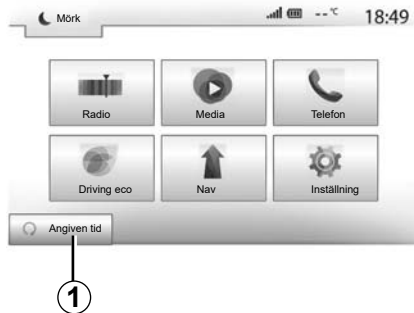 Mörk
--°C 18:49
Radio Media Telefon
Driving eco Nav Inställning
Angiven tid
1